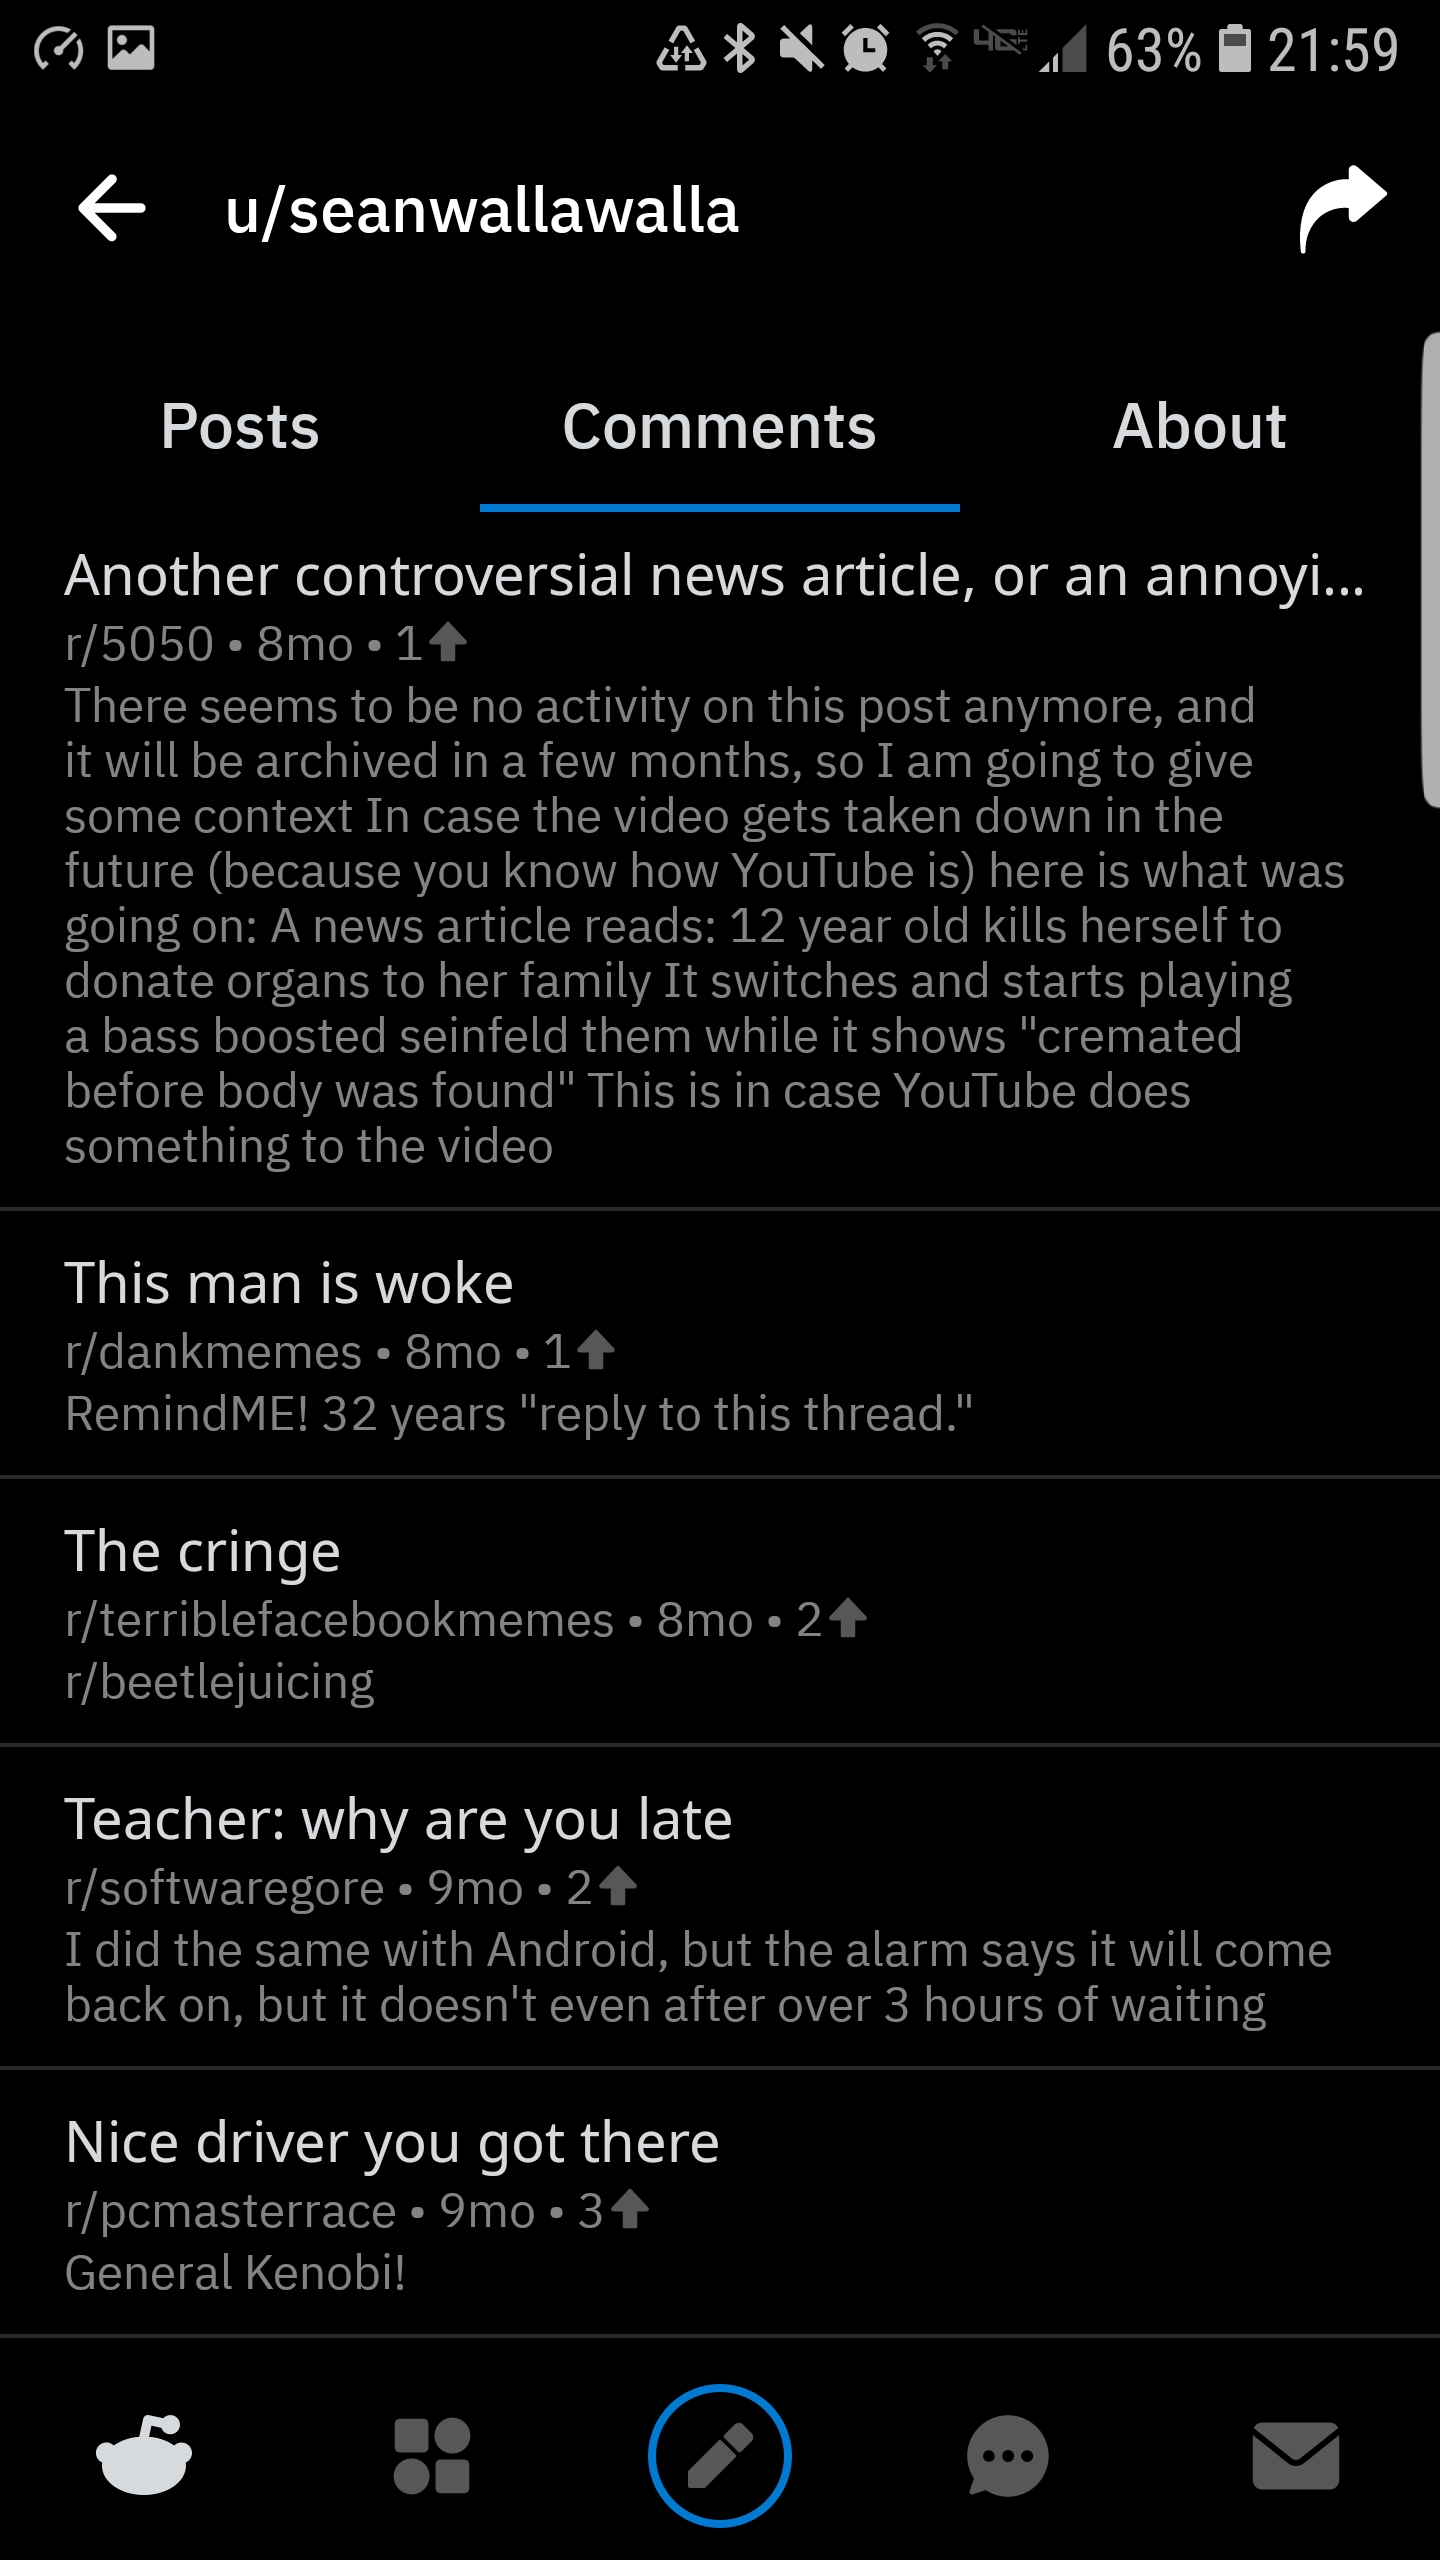 63% 21:59
u/seanwallawalla
Posts Comments About
Another controversial news article, or an annoyi...
r/5050 • 8mo • 1
There seems to be no activity on this post anymore, and
it will be archived in a few months, so I am going to give
some context In case the video gets taken down in the
future (because you know how YouTube is) here is what was
going on: A news article reads: 12 year old kills herself to
donate organs to her family It switches and starts playing
a bass boosted seinfeld them while it shows "cremated
before body was found" This is in case YouTube does
something to the video
This man is woke
r/dankmemes • 8mo • 1
RemindME! 32 years "reply to this thread."
The cringe
r/terriblefacebookmemes • 8mo • 2
r/beetlejuicing
Teacher: why are you late
r/softwaregore • 9mo • 2
I did the same with Android, but the alarm says it will come
back on, but it doesn't even after over 3 hours of waiting
Nice driver you got there
r/pcmasterrace • 9mo • 3
General Kenobi!